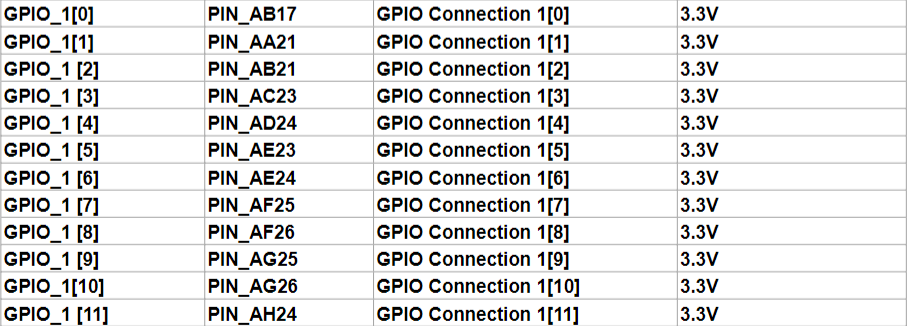 GPIO_1[0] PIN_AB17 GPIO Connection 1[0] 3.3V
GPIO_1[1] PIN_AA21 GPIO Connection 1[1] 3.3V
GPIO_1 [2] PIN_AB21 GPIO Connection 1[2] 3.3V
GPIO_1 [3] PIN_AC23 GPIO Connection 1[3] 3.3V
GPIO_1 [4] PIN_AD24 GPIO Connection 1[4] 3.3V
GPIO_1 [5] PIN_AE23 GPIO Connection 1[5] 3.3V
GPIO_1 [6] PIN_AE24 GPIO Connection 1[6] 3.3V
GPIO_1 [7] PIN_AF25 GPIO Connection 1[7] 3.3V
GPIO_1 [8] PIN_AF26 GPIO Connection 1[8] 3.3V
GPIO_1 [9] PIN_AG25 GPIO Connection 1[9] 3.3V
GPIO_1[10] PIN_AG26 GPIO Connection 1[10] 3.3V
GPIO_1 [11] PIN_AH24 GPIO Connection 1[11] 3.3V